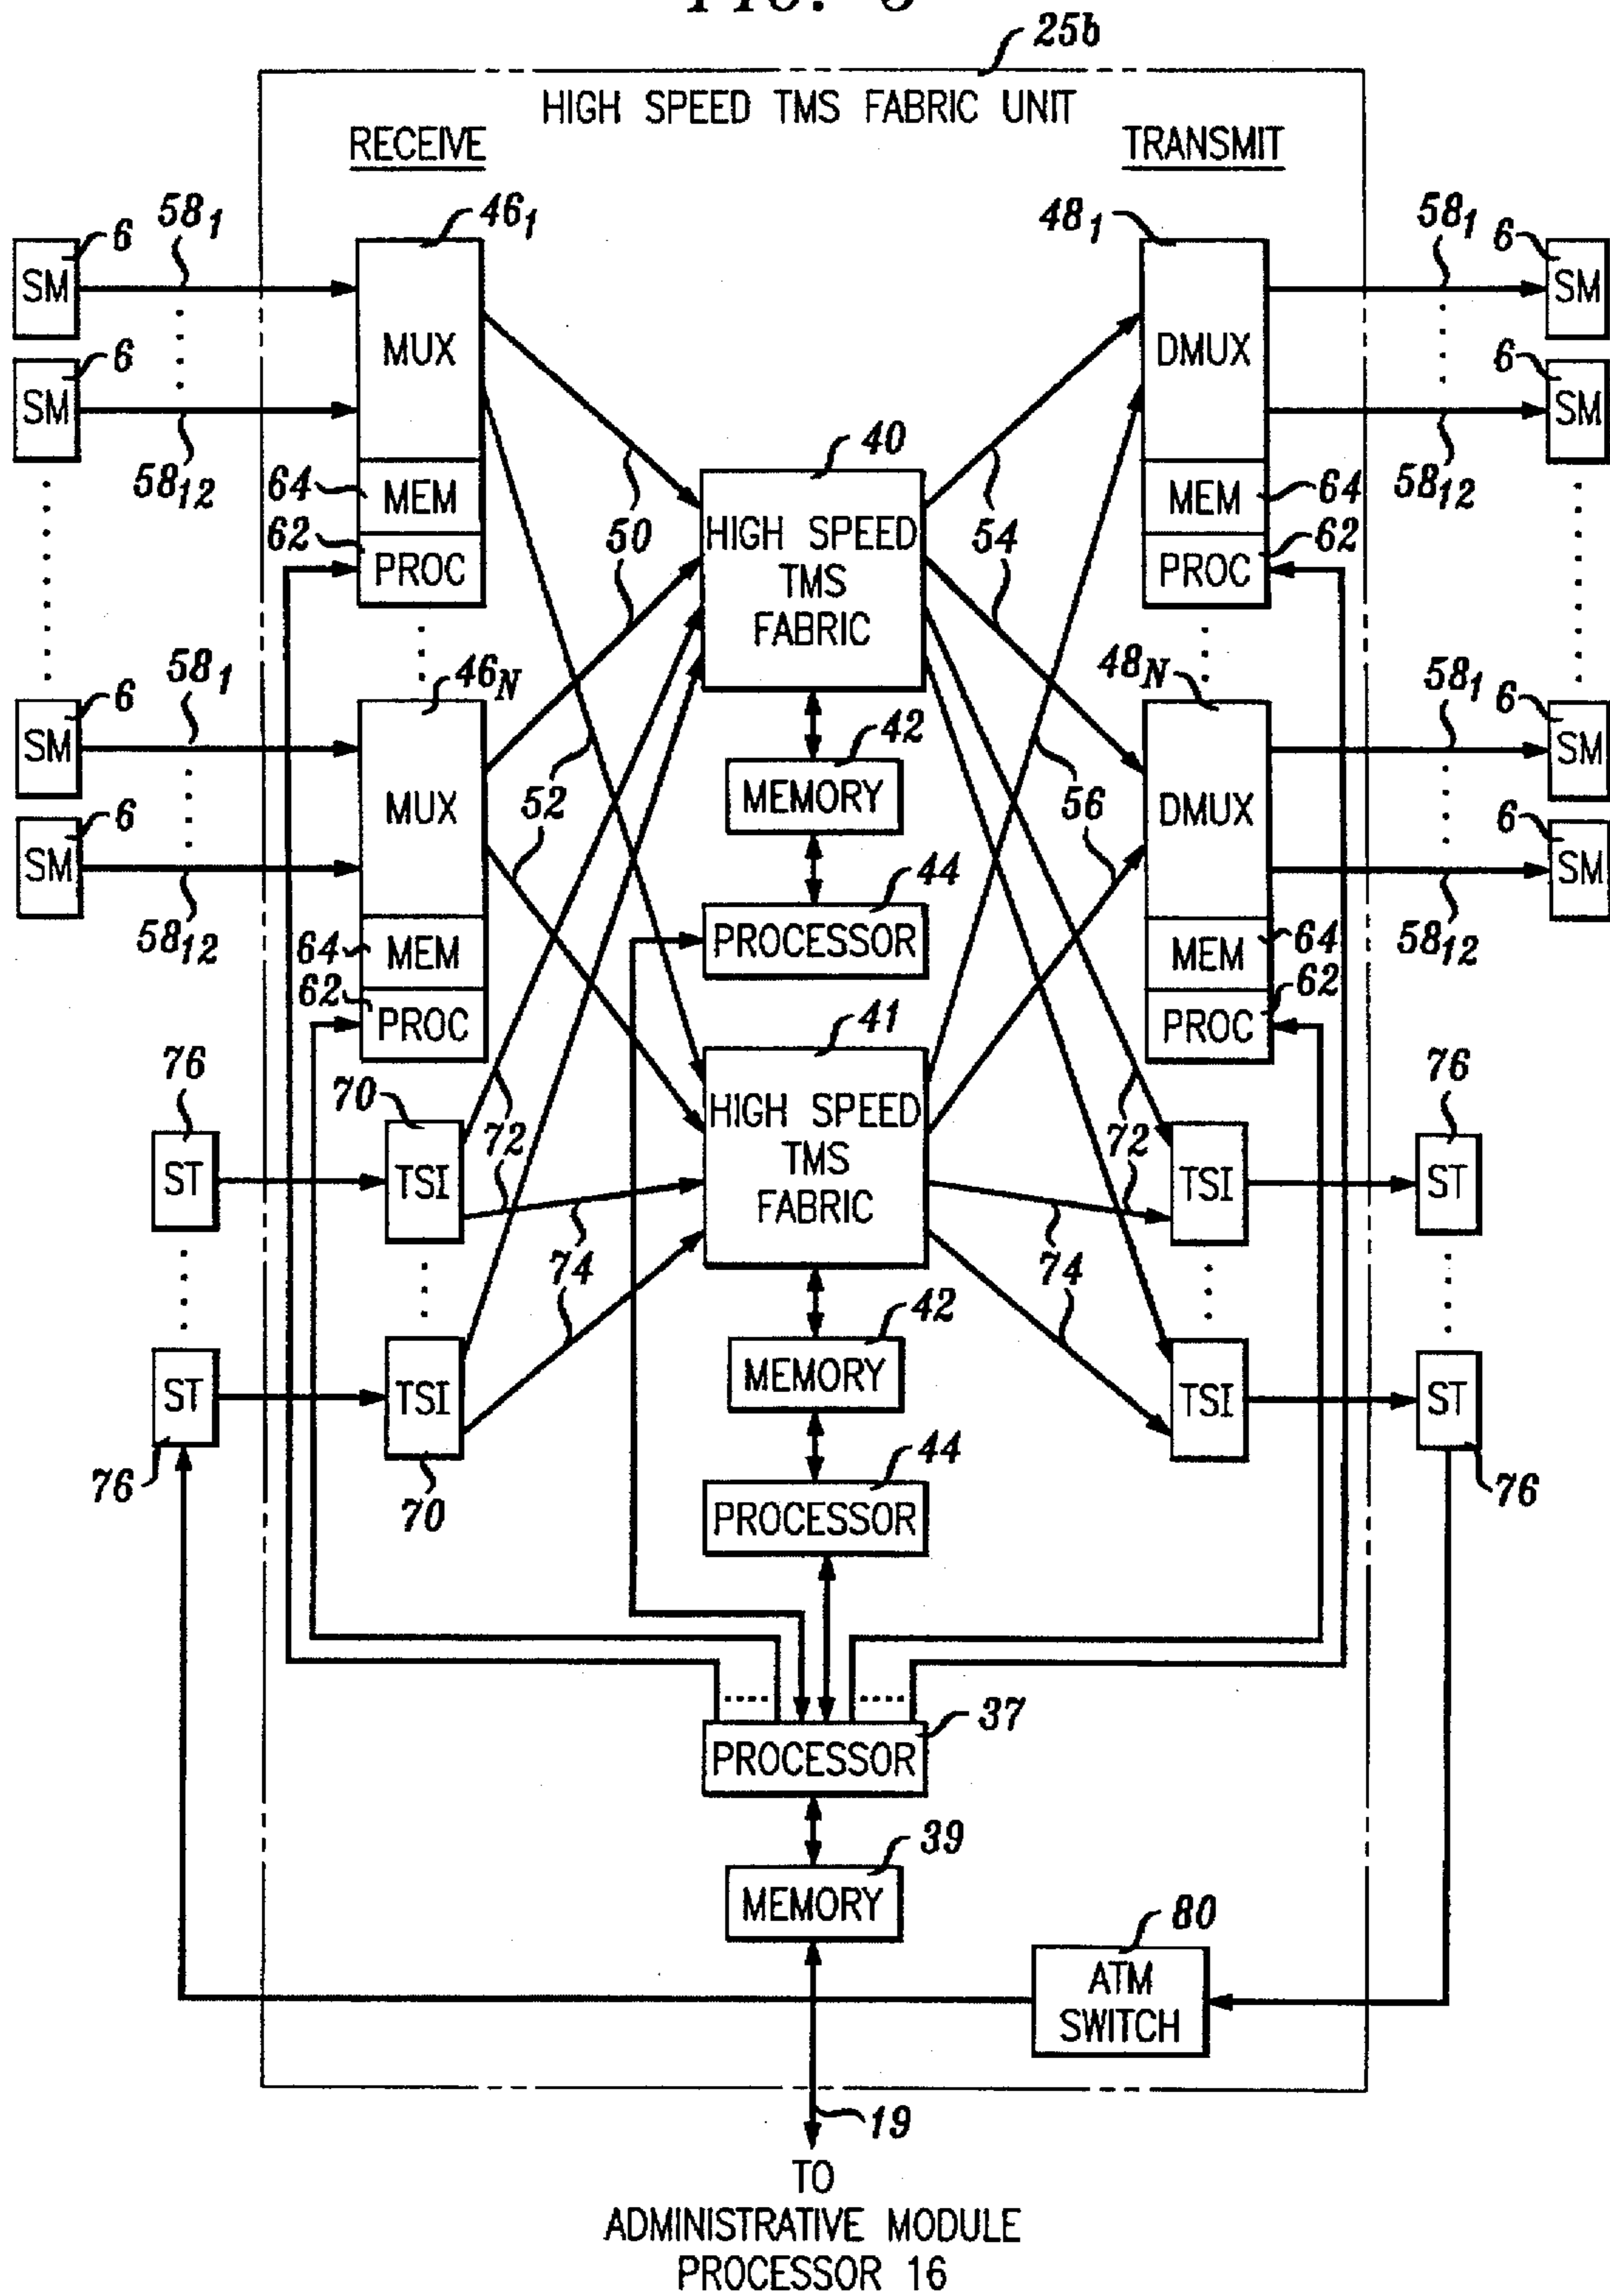 25b
HIGH SPEED TMS FABRIC UNIT
RECEIVE
TRANSMIT
58₁
46₁
48₁
58₁
6
SM
MUX
DMUX
6
SM
6
SM
40
6
SM
58₁₂
64
MEM
50
HIGH SPEED
TMS
FABRIC
54
MEM
64
58₁₂
62
PROC
PROC
62
6
58₁
46N
48N
58₁
6
SM
42
SM
MUX
52
MEMORY
56
DMUX
6
SM
6
SM
44
58₁₂
64
MEM
PROCESSOR
MEM
64
58₁₂
62
PROC
41
PROC
62
76
70
HIGH SPEED
TMS
FABRIC
76
72
72
ST
TSI
TSI
ST
74
74
42
ST
TSI
MEMORY
TSI
ST
44
76
70
PROCESSOR
76
37
PROCESSOR
39
MEMORY
80
ATM
SWITCH
19
TO
ADMINISTRATIVE MODULE
PROCESSOR 16